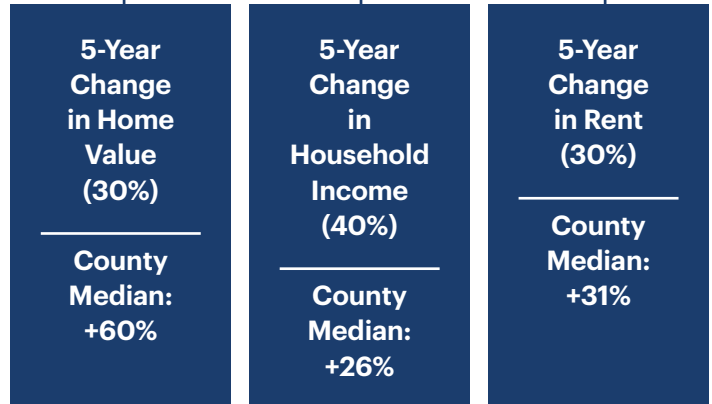 5-Year
Change
in Home
Value
(30%)
County
Median:
+60%
5-Year
Change
in
Household
Income
(40%)
County
Median:
+26%
5-Year
Change
in Rent
(30%)
County
Median:
+31%